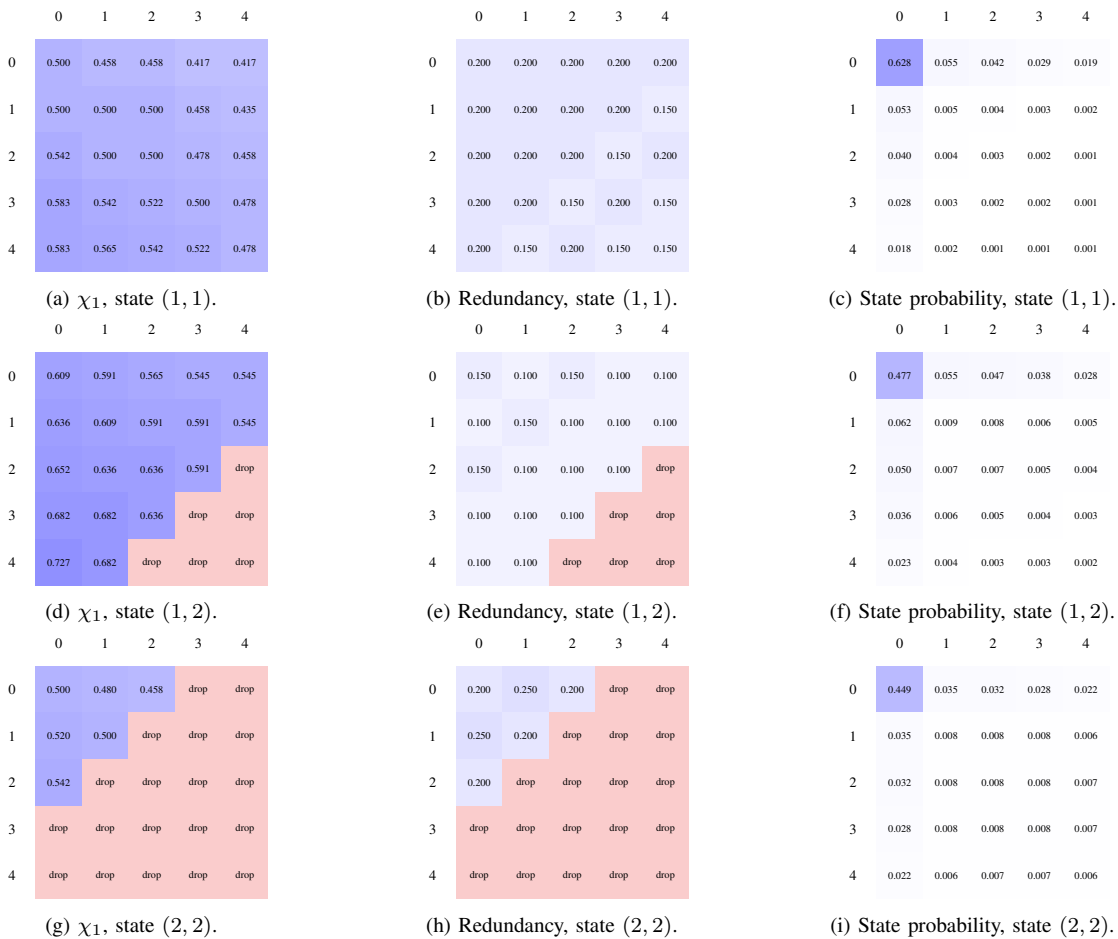 0 1 2 3 4 0 1 2 3 4 0 1 2 3 4
0 0.500 0.458 0.458 0.417 0.417 0 0.200 0.200 0.200 0.200 0.200 0 0.628 0.055 0.042 0.029 0.019
1 0.500 0.500 0.500 0.458 0.435 1 0.200 0.200 0.200 0.200 0.150 1 0.053 0.005 0.004 0.003 0.002
2 0.542 0.500 0.500 0.478 0.458 2 0.200 0.200 0.200 0.150 0.200 2 0.040 0.004 0.003 0.002 0.001
3 0.583 0.542 0.522 0.500 0.478 3 0.200 0.200 0.150 0.200 0.150 3 0.028 0.003 0.002 0.002 0.001
4 0.583 0.565 0.542 0.522 0.478 4 0.200 0.150 0.200 0.150 0.150 4 0.018 0.002 0.001 0.001 0.001
(a) χ₁, state (1, 1). (b) Redundancy, state (1, 1). (c) State probability, state (1, 1).
0 1 2 3 4 0 1 2 3 4 0 1 2 3 4
0 0.609 0.591 0.565 0.545 0.545 0 0.150 0.100 0.150 0.100 0.100 0 0.477 0.055 0.047 0.038 0.028
1 0.636 0.609 0.591 0.591 0.545 1 0.100 0.150 0.100 0.100 0.100 1 0.062 0.009 0.008 0.006 0.005
2 0.652 0.636 0.636 0.591 drop 2 0.150 0.100 0.100 0.100 drop 2 0.050 0.007 0.007 0.005 0.004
3 0.682 0.682 0.636 drop drop 3 0.100 0.100 0.100 drop drop 3 0.036 0.006 0.005 0.004 0.003
4 0.727 0.682 drop drop drop 4 0.100 0.100 drop drop drop 4 0.023 0.004 0.003 0.003 0.002
(d) χ₁, state (1, 2). (e) Redundancy, state (1, 2). (f) State probability, state (1, 2).
0 1 2 3 4 0 1 2 3 4 0 1 2 3 4
0 0.500 0.480 0.458 drop drop 0 0.200 0.250 0.200 drop drop 0 0.449 0.035 0.032 0.028 0.022
1 0.520 0.500 drop drop drop 1 0.250 0.200 drop drop drop 1 0.035 0.008 0.008 0.008 0.006
2 0.542 drop drop drop drop 2 0.200 drop drop drop drop 2 0.032 0.008 0.008 0.008 0.007
3 drop drop drop drop drop 3 drop drop drop drop drop 3 0.028 0.008 0.008 0.008 0.007
4 drop drop drop drop drop 4 drop drop drop drop drop 4 0.022 0.006 0.007 0.007 0.006
(g) χ₁, state (2, 2). (h) Redundancy, state (2, 2). (i) State probability, state (2, 2).